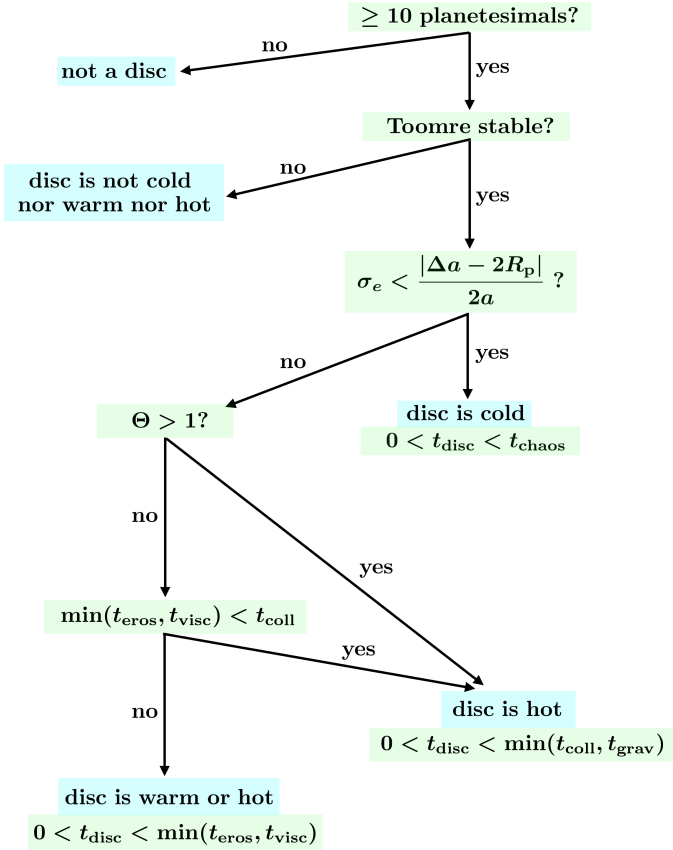 ≥ 10 planetesimals?
no
yes
not a disc
Toomre stable?
no
yes
disc is not cold
nor warm nor hot
σₑ < |Δa − 2Rₚ| / 2a ?
no
yes
disc is cold
0 < t_disc < t_chaos
Θ > 1?
no
yes
min(t_eros, t_visc) < t_coll
yes
no
disc is hot
0 < t_disc < min(t_coll, t_grav)
disc is warm or hot
0 < t_disc < min(t_eros, t_visc)